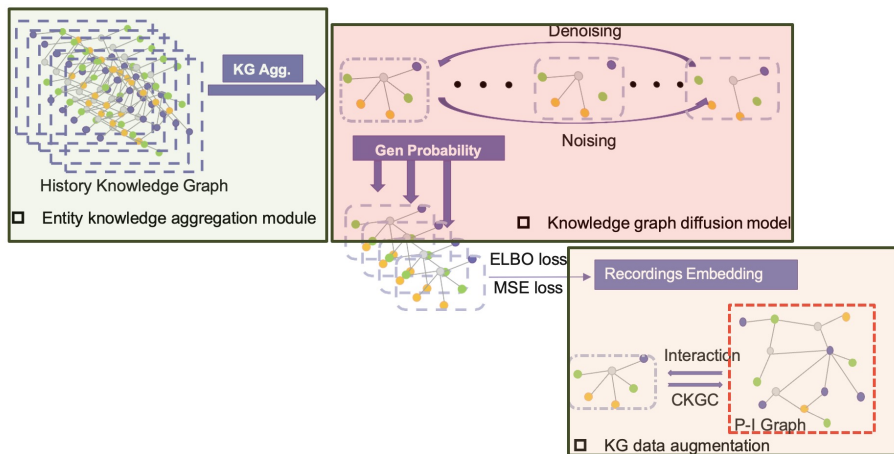 KG Agg.
History Knowledge Graph
Entity knowledge aggregation module
Denoising
Noising
Gen Probability
Knowledge graph diffusion model
ELBO loss
MSE loss
Recordings Embedding
Interaction
CKGC
P-I Graph
KG data augmentation